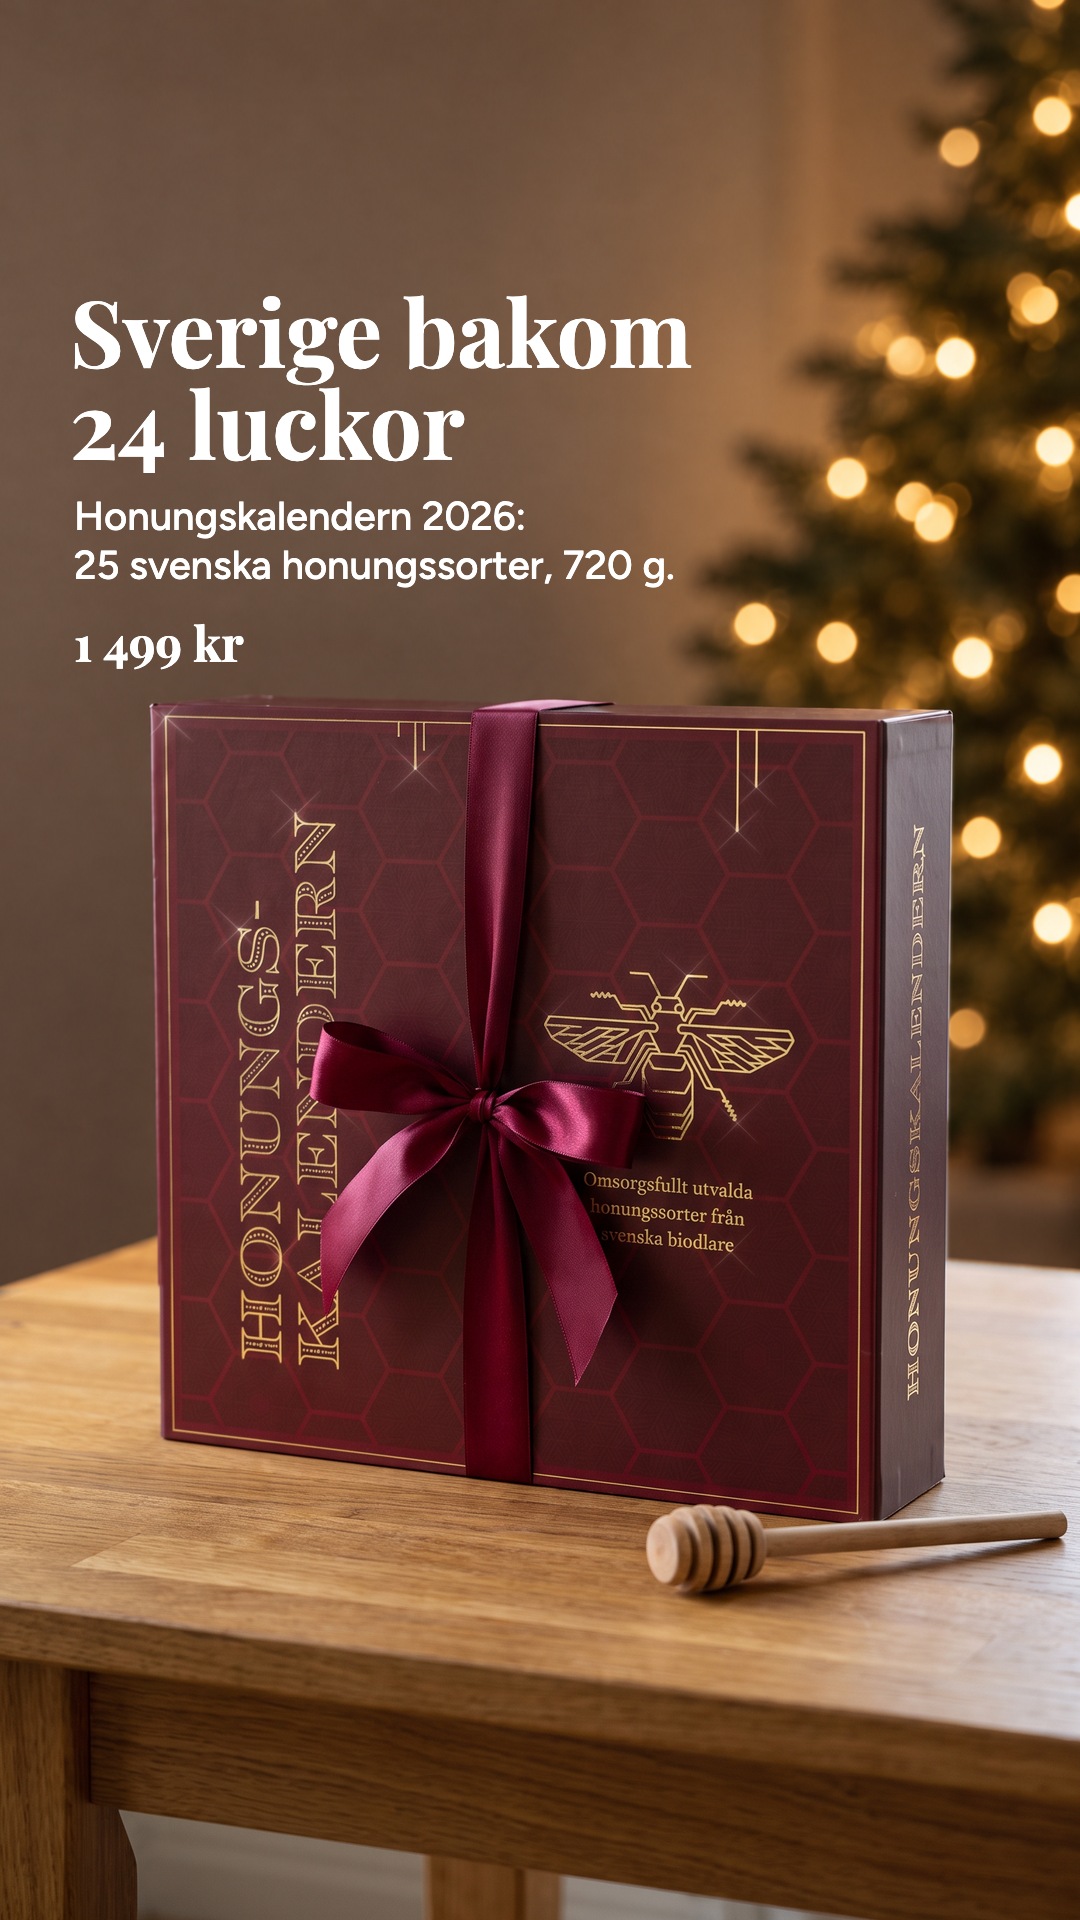 Sverige bakom
24 luckor
Honungskalendern 2026:
25 svenska honungssorter, 720 g.
1 499 kr
HONUNGS-
KALENDERN
Omsorgsfullt utvalda
honungssorter från
svenska biodlare
HONUNGSKALENDERN